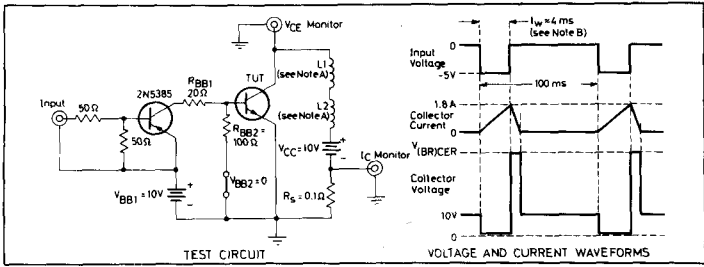 VCE Monitor
L1
(see Note A)
L2
(see Note A)
TUT
RBB1
20Ω
2N5385
Input
50Ω
50Ω
RBB2 =
100Ω
VCC=10V
IC Monitor
VBB1 = 10V
VBB2 = 0
RS = 0.1Ω
TEST CIRCUIT
tw ≈ 4 ms
(see Note B)
Input
Voltage
0
-5V
100 ms
1.8A
Collector
Current
0
V(BR)CER
Collector
Voltage
10V
0
VOLTAGE AND CURRENT WAVEFORMS